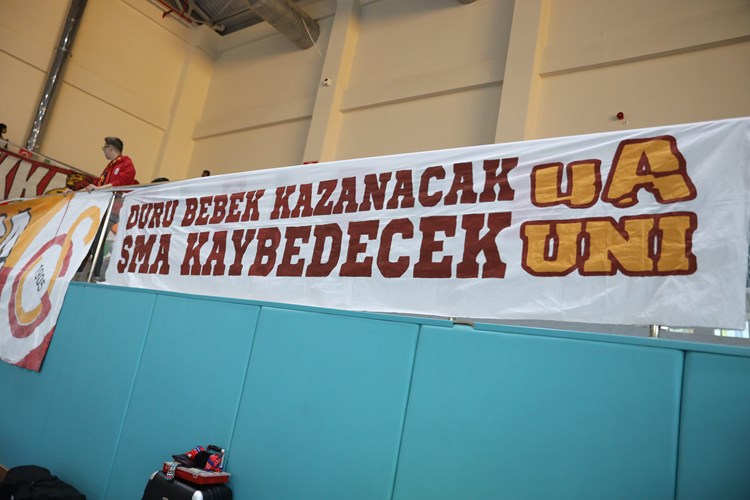 DURU BEBEK KAZANACAK
SMA KAYBEDECEK
uA
UNI